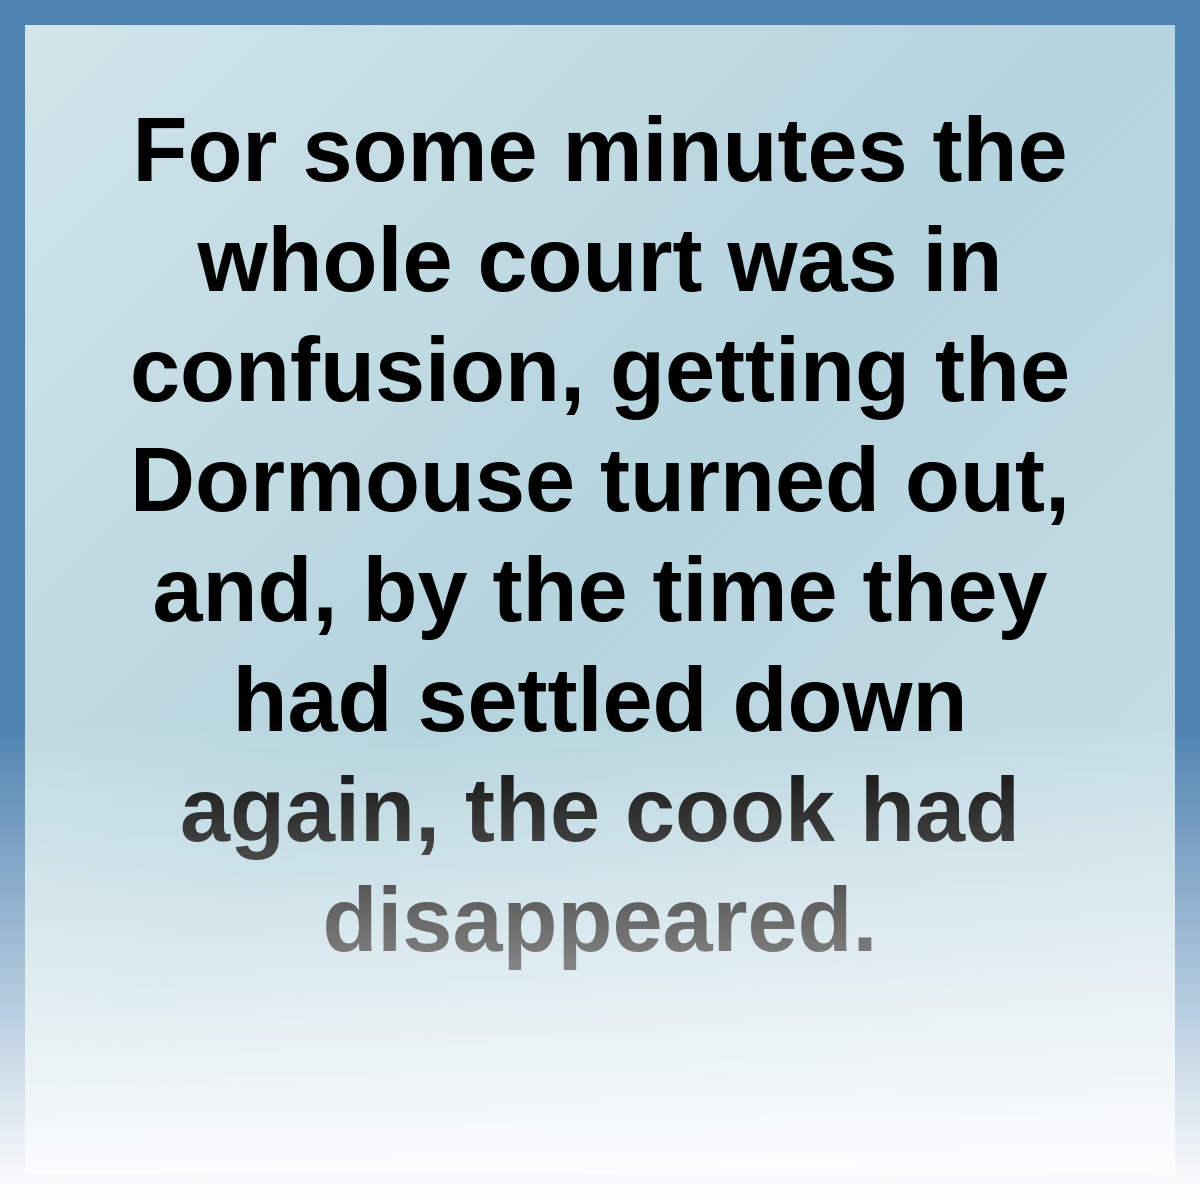 For some minutes the
whole court was in
confusion, getting the
Dormouse turned out,
and, by the time they
had settled down
again, the cook had
disappeared.